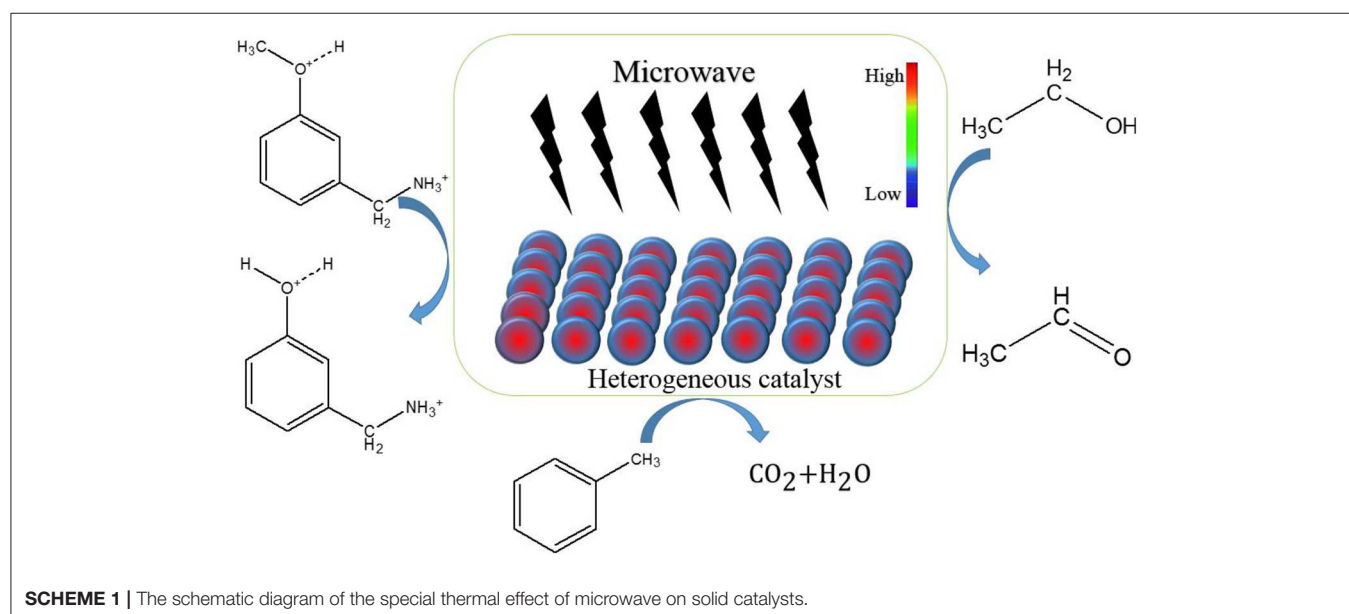 H₃C
O⁺
H
NH₃⁺
C
H₂
H
H
O⁺
NH₃⁺
C
H₂
Microwave
High
Low
Heterogeneous catalyst
H₂
C
H₃C
OH
H
C
H₃C
O
CH₃
CO₂+H₂O
SCHEME 1 | The schematic diagram of the special thermal effect of microwave on solid catalysts.